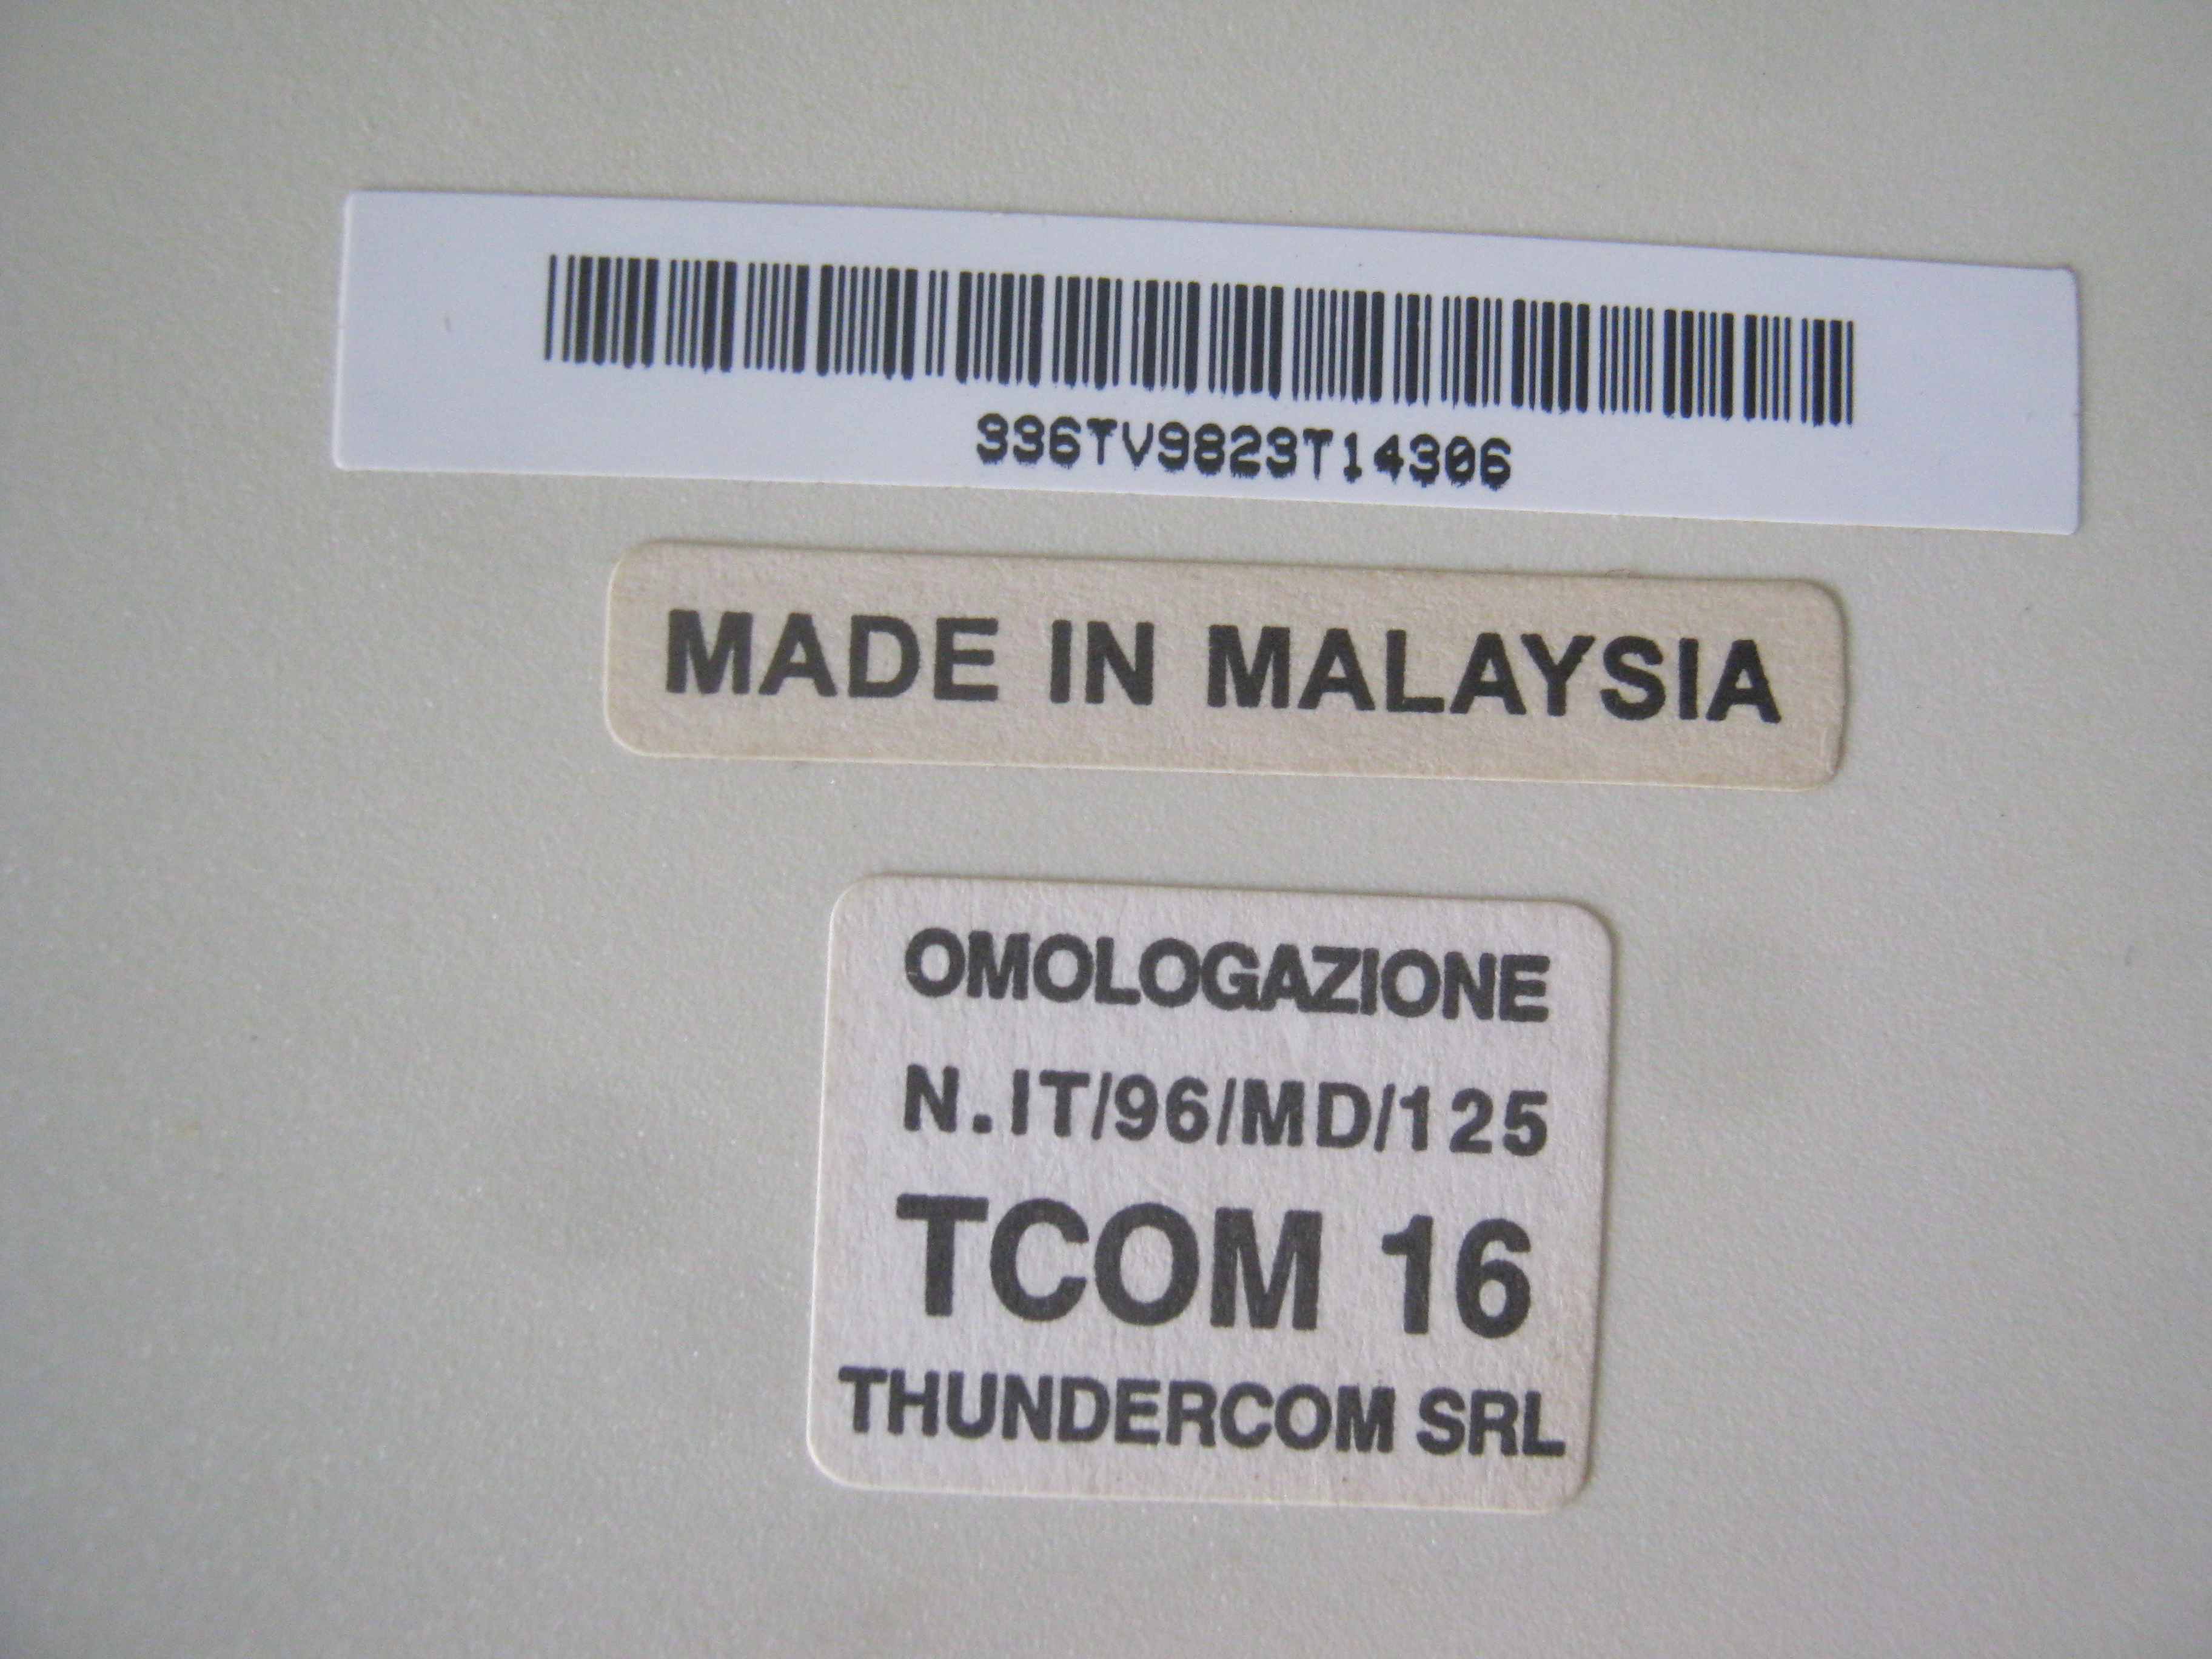 336TV9823T14306
MADE IN MALAYSIA
OMOLOGAZIONE
N.IT/96/MD/125
TCOM 16
THUNDERCOM SRL